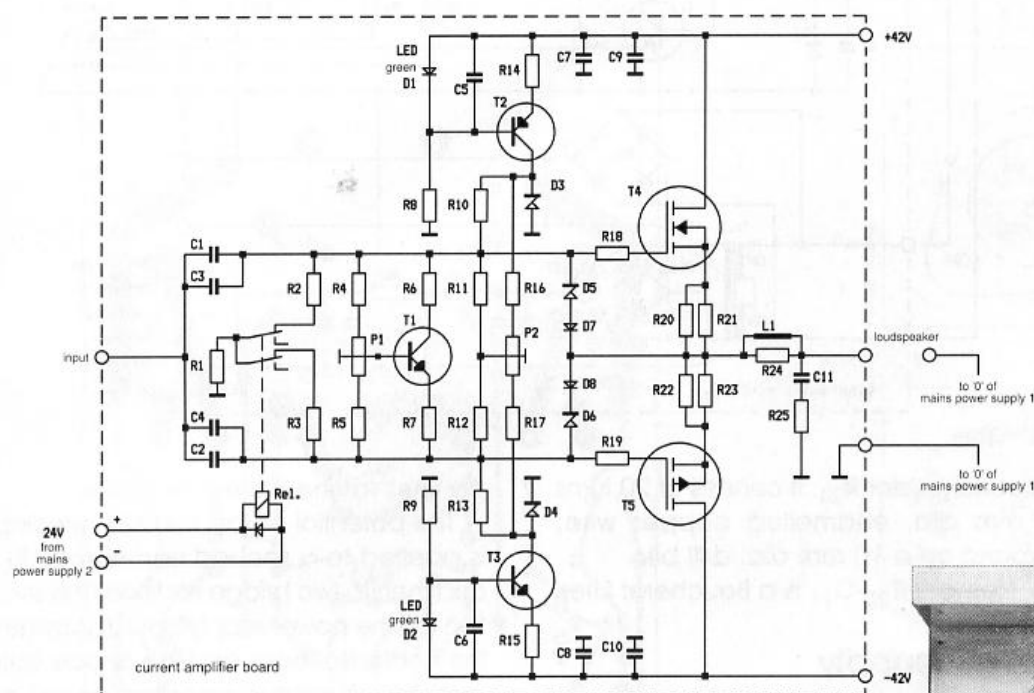 +42V
LED
green
D1
C5
R14
C7
C9
T2
D3
T4
R8
R10
R18
C1
C3
R2
R4
R6
R11
R16
D5
T1
P1
P2
D7
R20
R21
L1
input
R1
loudspeaker
R24
C11
D8
R22
R23
to '0' of
mains power supply 1
C4
C2
R3
R5
R7
R12
R17
D6
R25
R19
to '0' of
mains power supply 1
Rel.
R9
R13
D4
T5
+
24V
from
mains
power supply 2
-
T3
LED
green
D2
C6
R15
C8
C10
current amplifier board
-42V